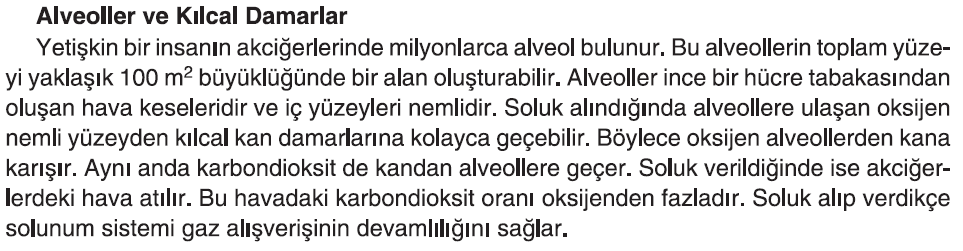 Alveoller ve Kılcal Damarlar
Yetişkin bir insanın akciğerlerinde milyonlarca alveol bulunur. Bu alveollerin toplam yüze-
yi yaklaşık 100 m² büyüklüğünde bir alan oluşturabilir. Alveoller ince bir hücre tabakasından
oluşan hava keseleridir ve iç yüzeyleri nemlidir. Soluk alındığında alveollere ulaşan oksijen
nemli yüzeyden kılcal kan damarlarına kolayca geçebilir. Böylece oksijen alveollerden kana
karışır. Aynı anda karbondioksit de kandan alveollere geçer. Soluk verildiğinde ise akciğer-
lerdeki hava atılır. Bu havadaki karbondioksit oranı oksijenden fazladır. Soluk alıp verdikçe
solunum sistemi gaz alışverişinin devamlılığını sağlar.